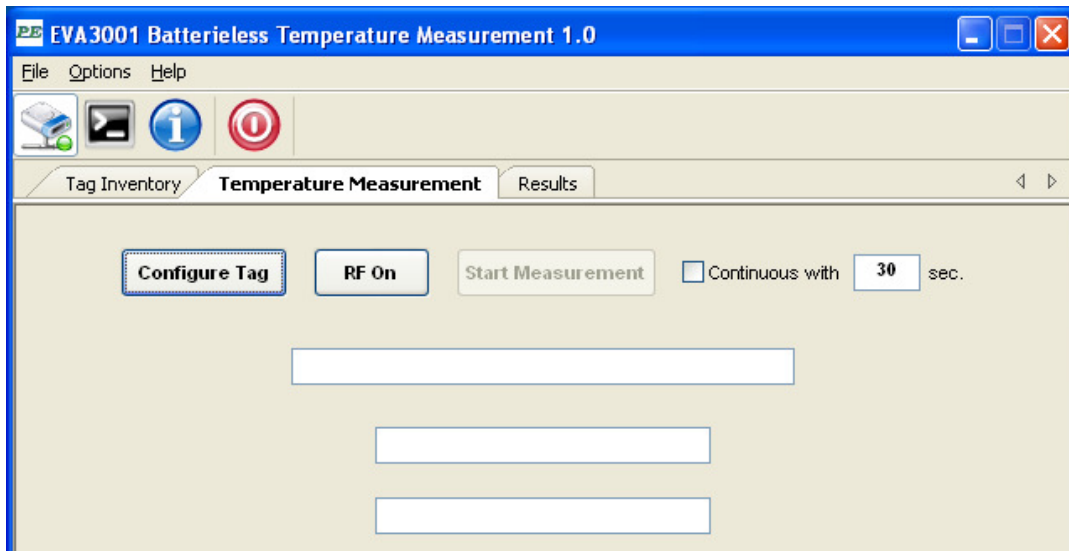 PE EVA3001 Batterieless Temperature Measurement 1.0
File Options Help
Tag Inventory Temperature Measurement Results
Configure Tag RF On Start Measurement Continuous with 30 sec.